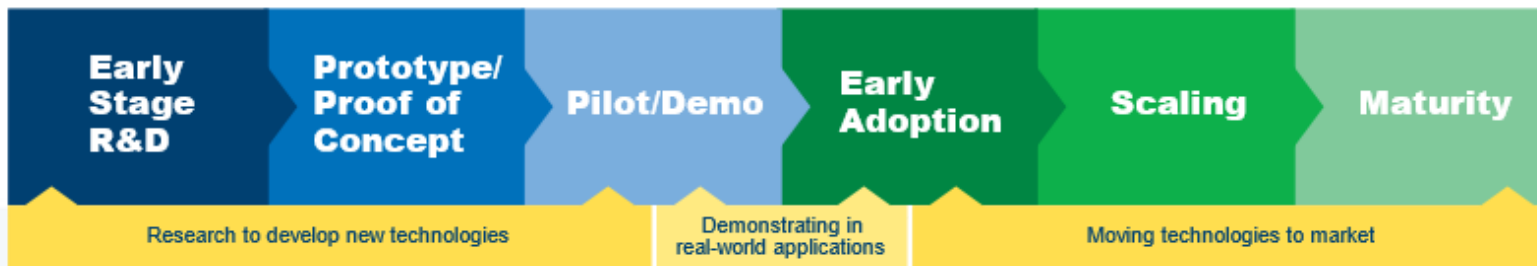 Early
Stage
R&D
Prototype/
Proof of
Concept
Pilot/Demo
Early
Adoption
Scaling
Maturity
Research to develop new technologies
Demonstrating in
real-world applications
Moving technologies to market